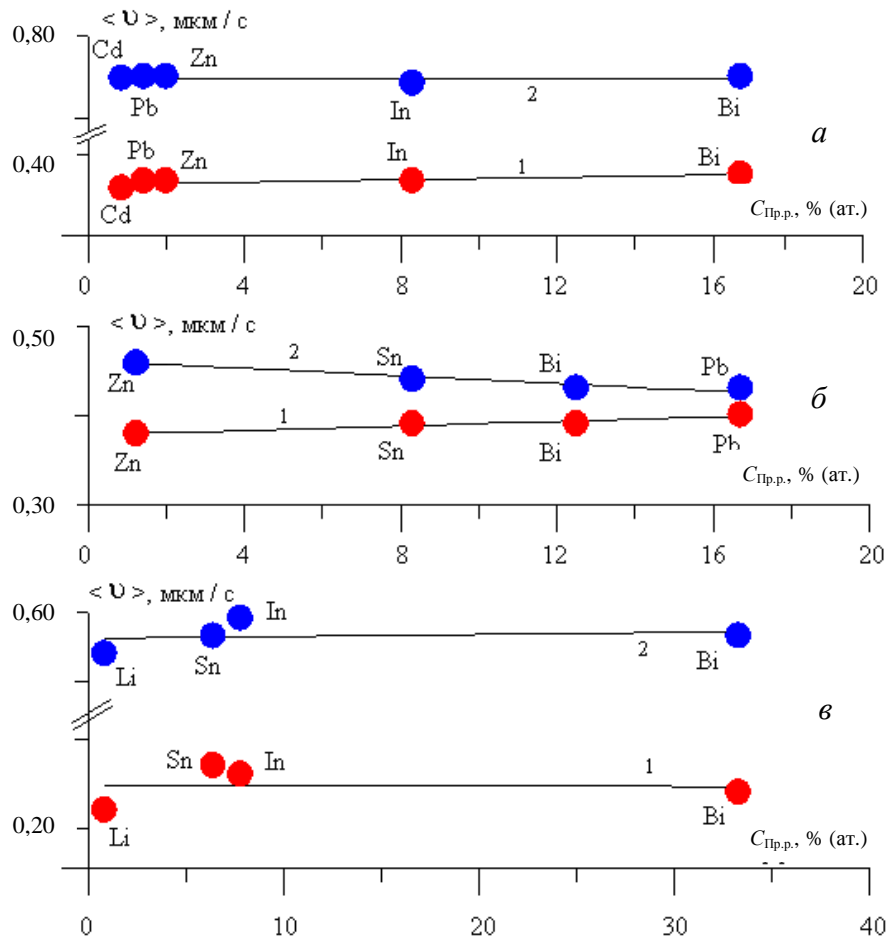 < υ >, мкм / с
0,80
Cd
Zn
Pb
In
2
Bi
а
Pb
Zn
In
1
Bi
0,40
Cd
CПр.р., % (ат.)
0 4 8 12 16 20
< υ >, мкм / с
0,50
2
Zn
Sn
Bi
Pb
б
1
Zn
Sn
Bi
Pb
CПр.р., % (ат.)
0,30
0 4 8 12 16 20
< υ >, мкм / с
0,60
In
Li
Sn
2
Bi
в
Sn
In
1
0,20
Li
Bi
CПр.р., % (ат.)
0 10 20 30 40